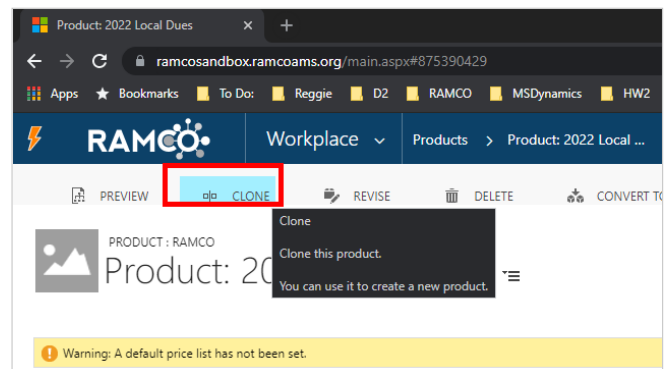 Product: 2022 Local Dues
ramcosandbox.ramcoams.org/main.aspx#875390429
Apps Bookmarks To Do: Reggie D2 RAMCO MSDynamics HW2
RAMCO Workplace Products > Product: 2022 Local ...
PREVIEW CLONE REVISE DELETE CONVERT TO
Clone
Clone this product.
You can use it to create a new product.
PRODUCT : RAMCO
Product: 20
Warning: A default price list has not been set.